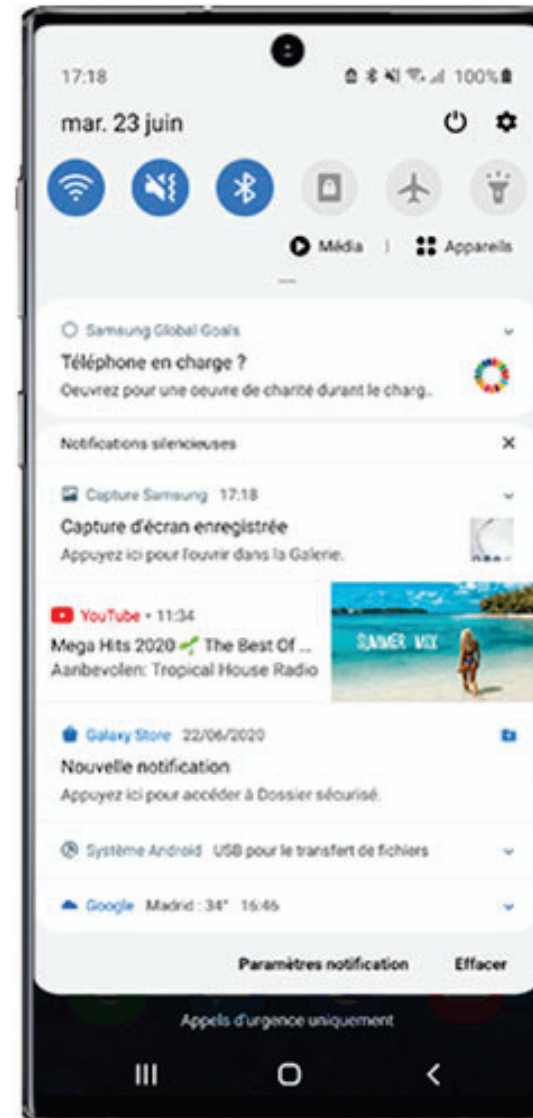 17:18 100%
mar. 23 juin
Média | Appareils
Samsung Global Goals
Téléphone en charge ?
Oeuvrez pour une oeuvre de charité durant le charg..
Notifications silencieuses
Capture Samsung 17:18
Capture d'écran enregistrée
Appuyez ici pour l'ouvrir dans la Galerie.
YouTube • 11:34
Mega Hits 2020 🌱 The Best Of ...
Aanbevolen: Tropical House Radio
SUMMER MIX
Galaxy Store 22/06/2020
Nouvelle notification
Appuyez ici pour accéder à Dossier sécurisé.
Système Android USB pour le transfert de fichiers
Google Madrid : 34° 16:46
Paramètres notification Effacer
Appels d'urgence uniquement